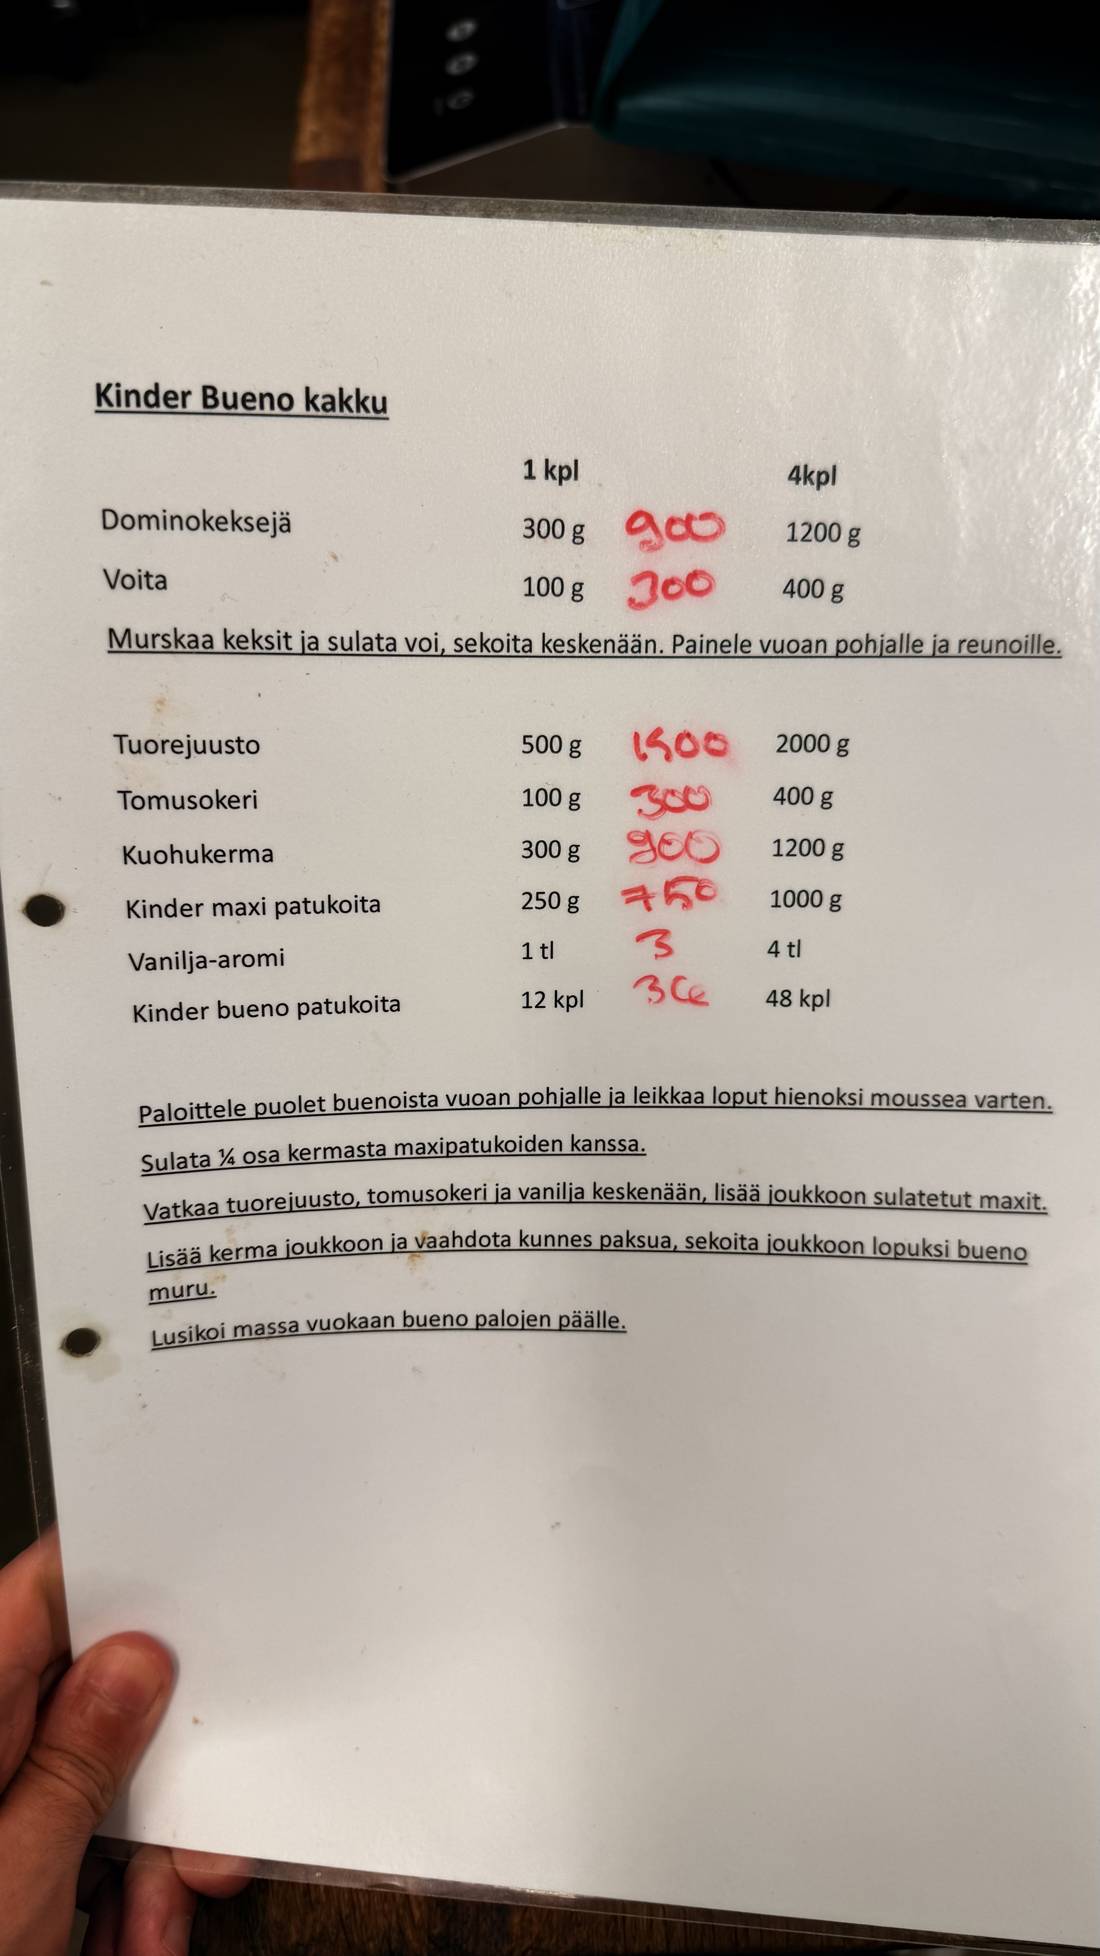 Kinder Bueno kakku
1 kpl 4kpl
Dominokeksejä 300 g 900 1200 g
Voita 100 g 300 400 g
Murskaa keksit ja sulata voi, sekoita keskenään. Painele vuoan pohjalle ja reunoille.
Tuorejuusto 500 g 1500 2000 g
Tomusokeri 100 g 300 400 g
Kuohukerma 300 g 900 1200 g
Kinder maxi patukoita 250 g 750 1000 g
Vanilja-aromi 1 tl 3 4 tl
Kinder bueno patukoita 12 kpl 36 48 kpl
Paloittele puolet buenoista vuoan pohjalle ja leikkaa loput hienoksi moussea varten.
Sulata ¼ osa kermasta maxipatukoiden kanssa.
Vatkaa tuorejuusto, tomusokeri ja vanilja keskenään, lisää joukkoon sulatetut maxit.
Lisää kerma joukkoon ja vaahdota kunnes paksua, sekoita joukkoon lopuksi bueno
muru.
Lusikoi massa vuokaan bueno palojen päälle.